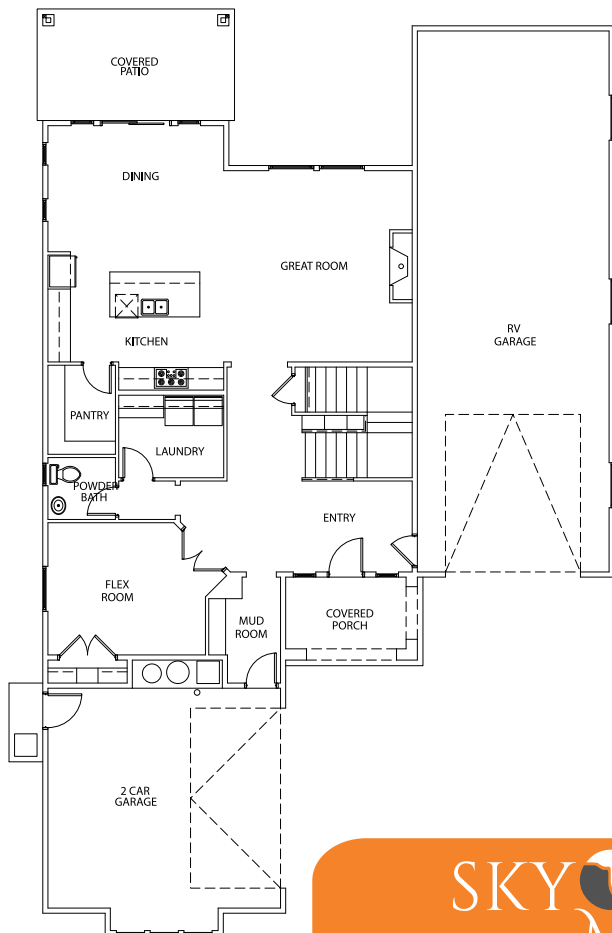 COVERED
PATIO
DINING
GREAT ROOM
RV
GARAGE
KITCHEN
PANTRY
LAUNDRY
POWDER
BATH
ENTRY
FLEX
ROOM
MUD
ROOM
COVERED
PORCH
2 CAR
GARAGE
SKY